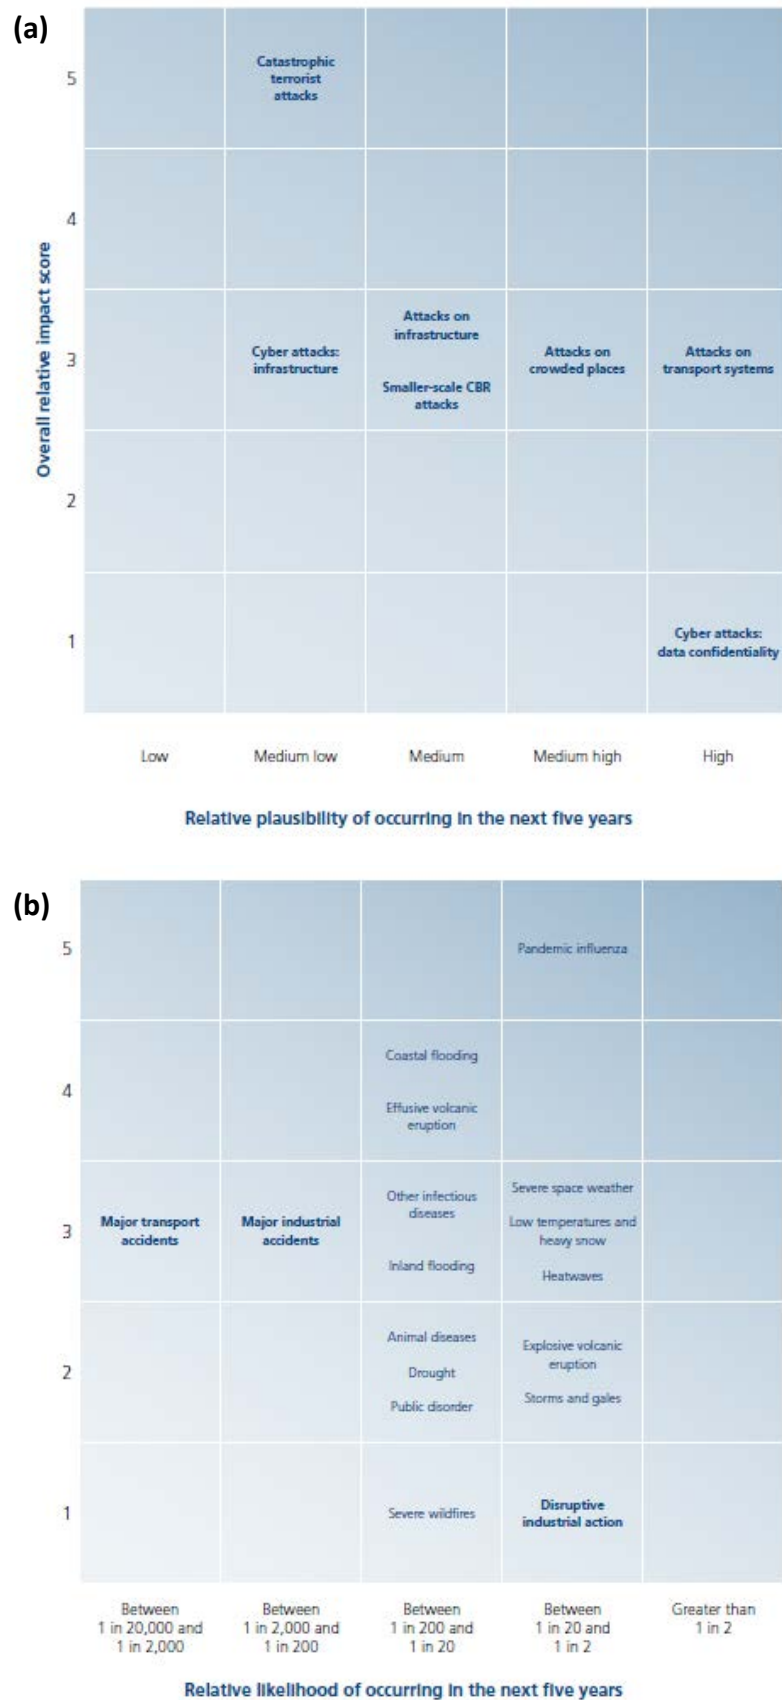 (a)
5
Catastrophic
terrorist
attacks
4
Overall relative impact score
3
Cyber attacks:
infrastructure
Attacks on
infrastructure
Smaller-scale CBR
attacks
Attacks on
crowded places
Attacks on
transport systems
2
1
Cyber attacks:
data confidentiality
Low
Medium low
Medium
Medium high
High
Relative plausibility of occurring in the next five years
(b)
5
Pandemic influenza
4
Coastal flooding
Effusive volcanic
eruption
3
Major transport
accidents
Major industrial
accidents
Other infectious
diseases
Inland flooding
Severe space weather
Low temperatures and
heavy snow
Heatwaves
2
Animal diseases
Drought
Public disorder
Explosive volcanic
eruption
Storms and gales
1
Severe wildfires
Disruptive
industrial action
Between
1 in 20,000 and
1 in 2,000
Between
1 in 2,000 and
1 in 200
Between
1 in 200 and
1 in 20
Between
1 in 20 and
1 in 2
Greater than
1 in 2
Relative likelihood of occurring in the next five years